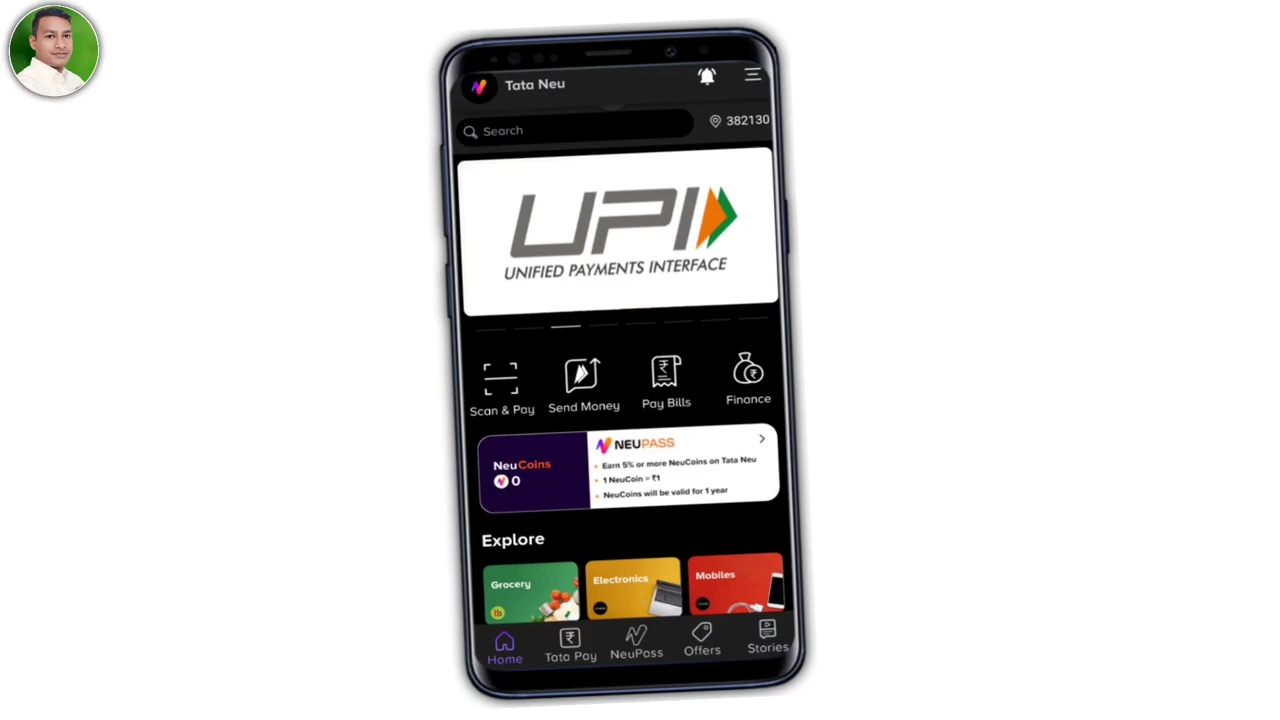 Tata Neu
Search
382130
UPI
UNIFIED PAYMENTS INTERFACE
Scan & Pay
Send Money
Pay Bills
Finance
NeuCoins
0
NEUPASS
Earn 5% or more NeuCoins on Tata Neu
1 NeuCoin = ₹1
NeuCoins will be valid for 1 year
Explore
Grocery
Electronics
Mobiles
bb
Home
Tata Pay
NeuPass
Offers
Stories